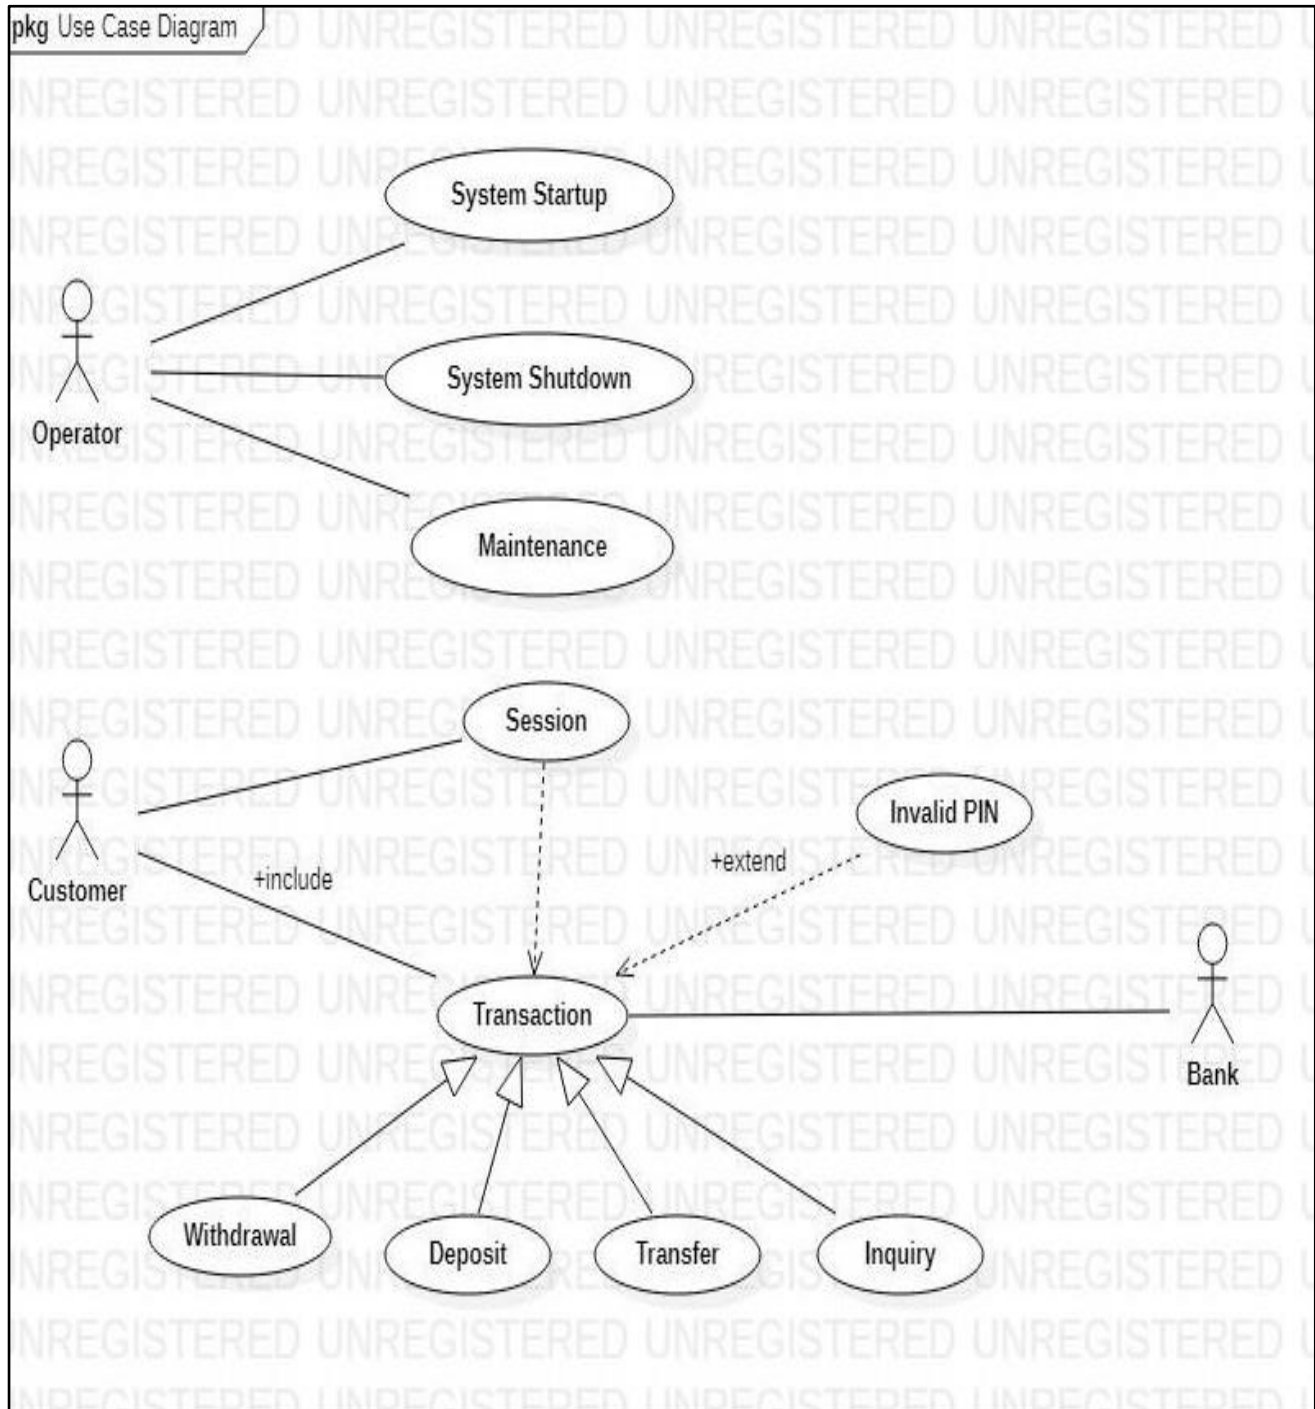 pkg Use Case Diagram
System Startup
System Shutdown
Operator
Maintenance
Session
Invalid PIN
+extend
+include
Customer
Transaction
Bank
Withdrawal
Deposit
Transfer
Inquiry
UNREGISTERED